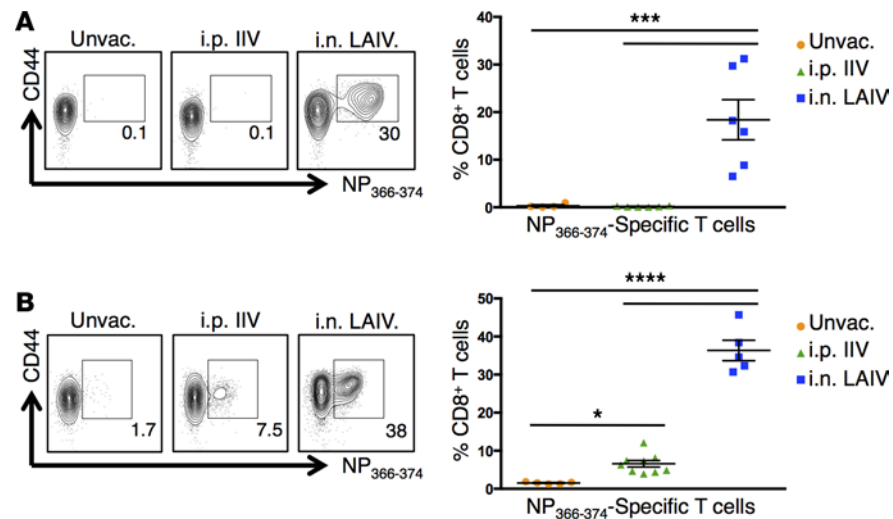 A
Unvac.
i.p. IIV
i.n. LAIV.
CD44
0.1
0.1
30
NP366-374
% CD8+ T cells
40
30
20
10
0
***
NP366-374-Specific T cells
Unvac.
i.p. IIV
i.n. LAIV
B
Unvac.
i.p. IIV
i.n. LAIV.
CD44
1.7
7.5
38
NP366-374
% CD8+ T cells
50
40
30
20
10
0
****
*
NP366-374-Specific T cells
Unvac.
i.p. IIV
i.n. LAIV